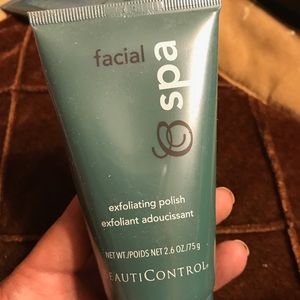 facial
spa
exfoliating polish
exfoliant adoucissant
NET WT./POIDS NET 2.6 OZ./75 g
EAUTICONTROL